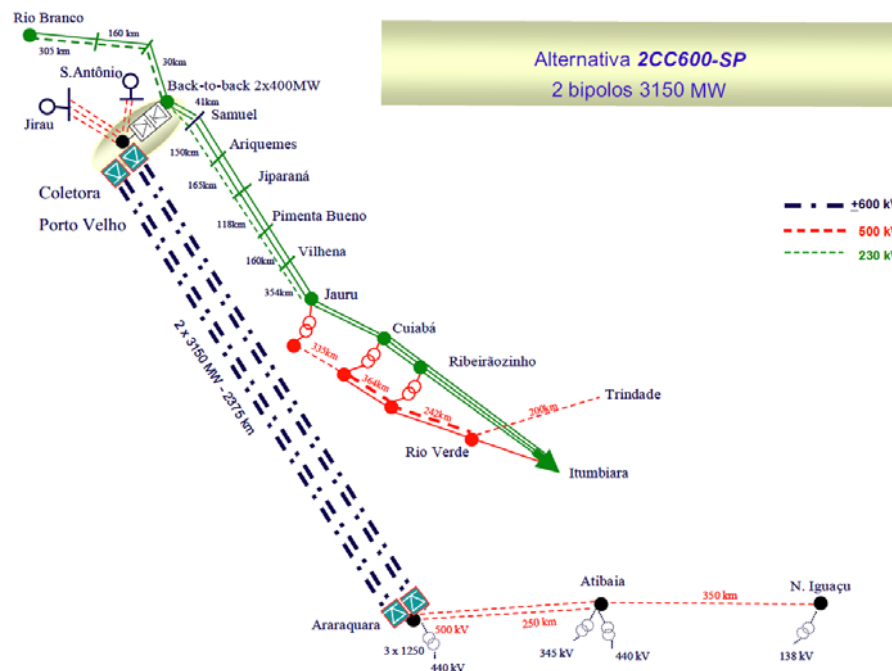 Rio Branco
160 km
305 km
30km
Alternativa 2CC600-SP
2 bipolos 3150 MW
S.Antônio
Back-to-back 2x400MW
Jirau
41km
Samuel
150km
Ariquemes
165km
Jiparaná
Coletora
Porto Velho
118km
Pimenta Bueno
160km
Vilhena
354km
Jauru
±600 kV
500 kV
230 kV
Cuiabá
335km
Ribeirãozinho
364km
242km
200km
Trindade
Rio Verde
Itumbiara
2 x 3150 MW - 2375 km
Atibaia
350 km
N. Iguaçu
Araraquara
500 kV
250 km
3 x 1250
440 kV
345 kV
440 kV
138 kV